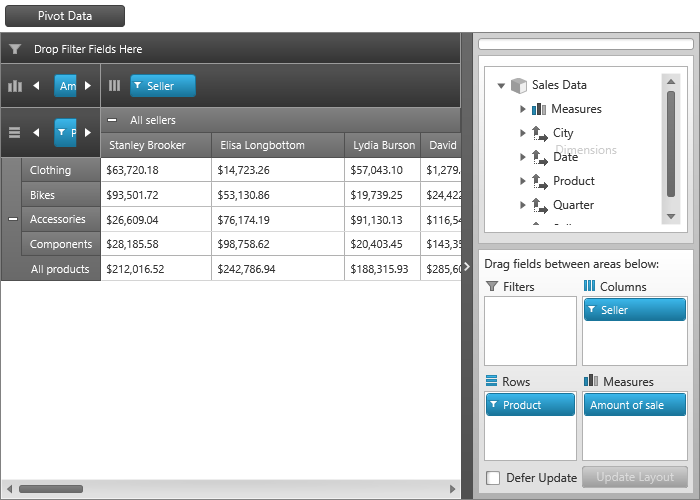 Pivot Data
Drop Filter Fields Here
Am
Seller
P
All sellers
Stanley Brooker Elisa Longbottom Lydia Burson David
Clothing $63,720.18 $14,723.26 $57,043.10 $1,279.
Bikes $93,501.72 $53,130.86 $19,739.25 $24,422
Accessories $26,609.04 $76,174.19 $91,130.13 $116,54
Components $28,185.58 $98,758.62 $20,403.45 $143,35
All products $212,016.52 $242,786.94 $188,315.93 $285,60
Sales Data
Measures
City
Dimensions
Date
Product
Quarter
Drag fields between areas below:
Filters Columns
Seller
Rows Measures
Product Amount of sale
Defer Update Update Layout